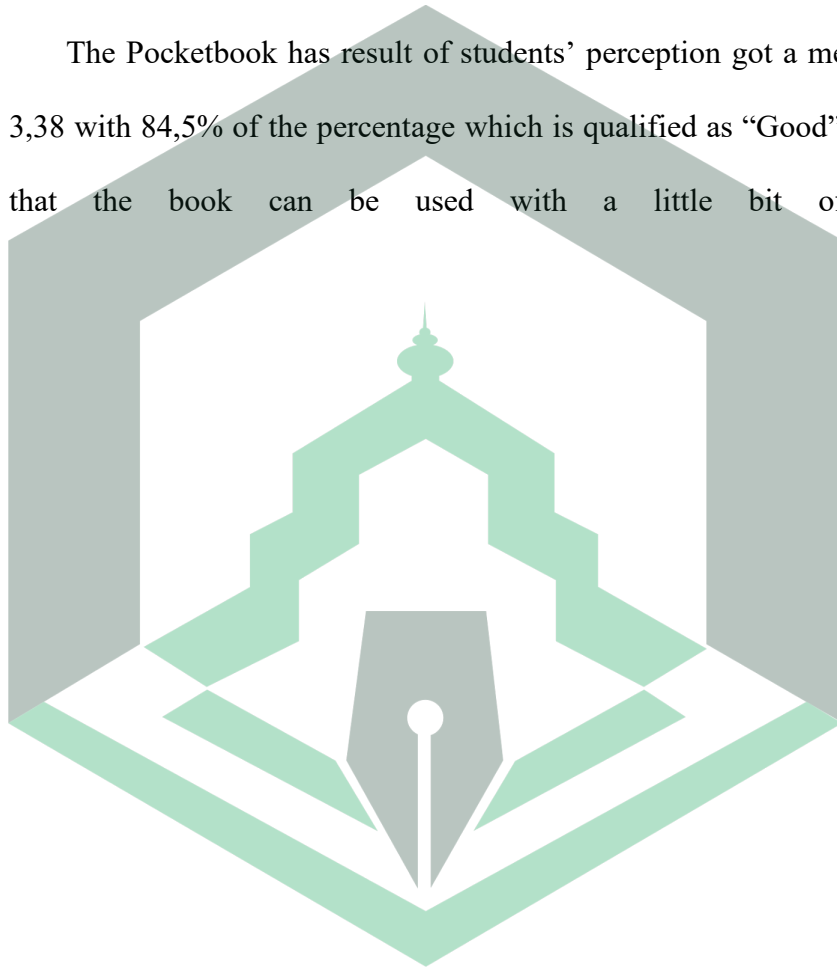 The Pocketbook has result of students’ perception got a
3,38 with 84,5% of the percentage which is qualified as “Good”
that the book can be used with a little bit